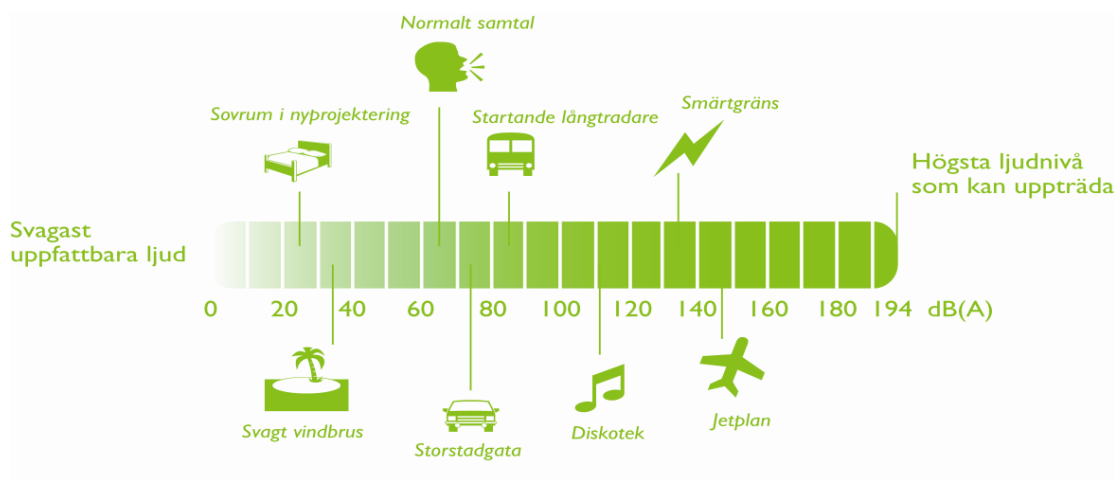 Normalt samtal
Sovrum i nyprojektering
Startande långtradare
Smärtgräns
Högsta ljudnivå
som kan uppträda
Svagast
uppfattbara ljud
0 20 40 60 80 100 120 140 160 180 194 dB(A)
Svagt vindbrus
Storstadgata
Diskotek
Jetplan